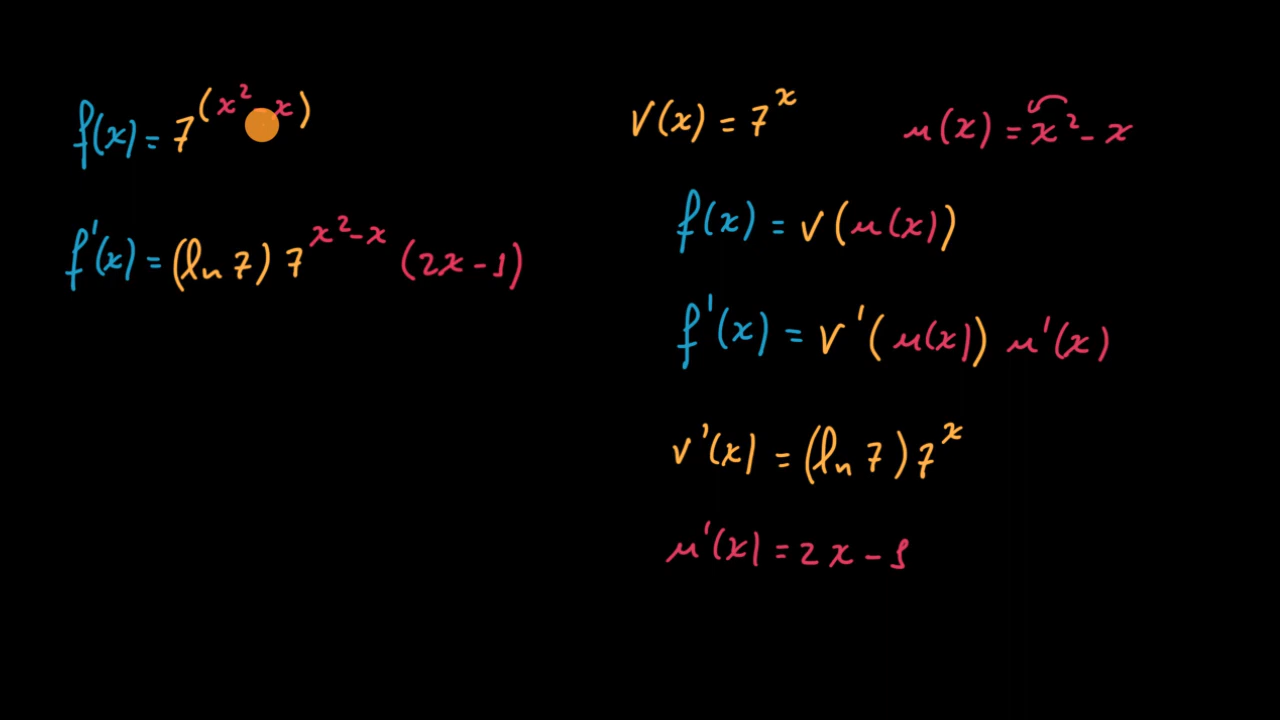 f(x) = 7^(x² x)
f'(x) = (ln 7) 7^(x²-x) (2x - 1)
v(x) = 7^x u(x) = x² - x
f(x) = v(u(x))
f'(x) = v'(u(x)) u'(x)
v'(x) = (ln 7) 7^x
u'(x) = 2x - 1